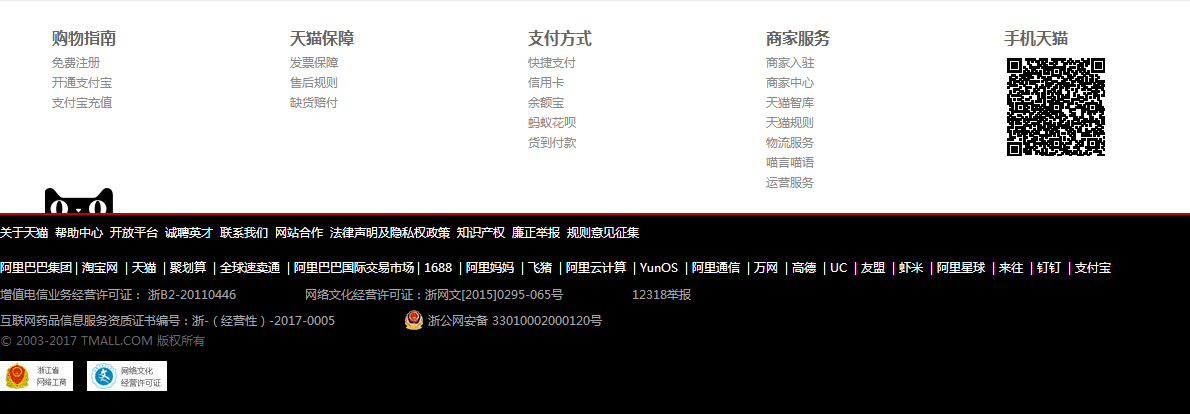 购物指南
免费注册
开通支付宝
支付宝充值
天猫保障
发票保障
售后规则
缺货赔付
支付方式
快捷支付
信用卡
余额宝
蚂蚁花呗
货到付款
商家服务
商家入驻
商家中心
天猫智库
天猫规则
物流服务
喵言喵语
运营服务
手机天猫
关于天猫 帮助中心 开放平台 诚聘英才 联系我们 网站合作 法律声明及隐私权政策 知识产权 廉正举报 规则意见征集
阿里巴巴集团 | 淘宝网 | 天猫 | 聚划算 | 全球速卖通 | 阿里巴巴国际交易市场 | 1688 | 阿里妈妈 | 飞猪 | 阿里云计算 | YunOS | 阿里通信 | 万网 | 高德 | UC | 友盟 | 虾米 | 阿里星球 | 来往 | 钉钉 | 支付宝
增值电信业务经营许可证： 浙B2-20110446 网络文化经营许可证：浙网文[2015]0295-065号 12318举报
互联网药品信息服务资质证书编号：浙-（经营性）-2017-0005 浙公网安备 33010002000120号
© 2003-2017 TMALL.COM 版权所有
浙江省
网络工商
网络文化
经营许可证